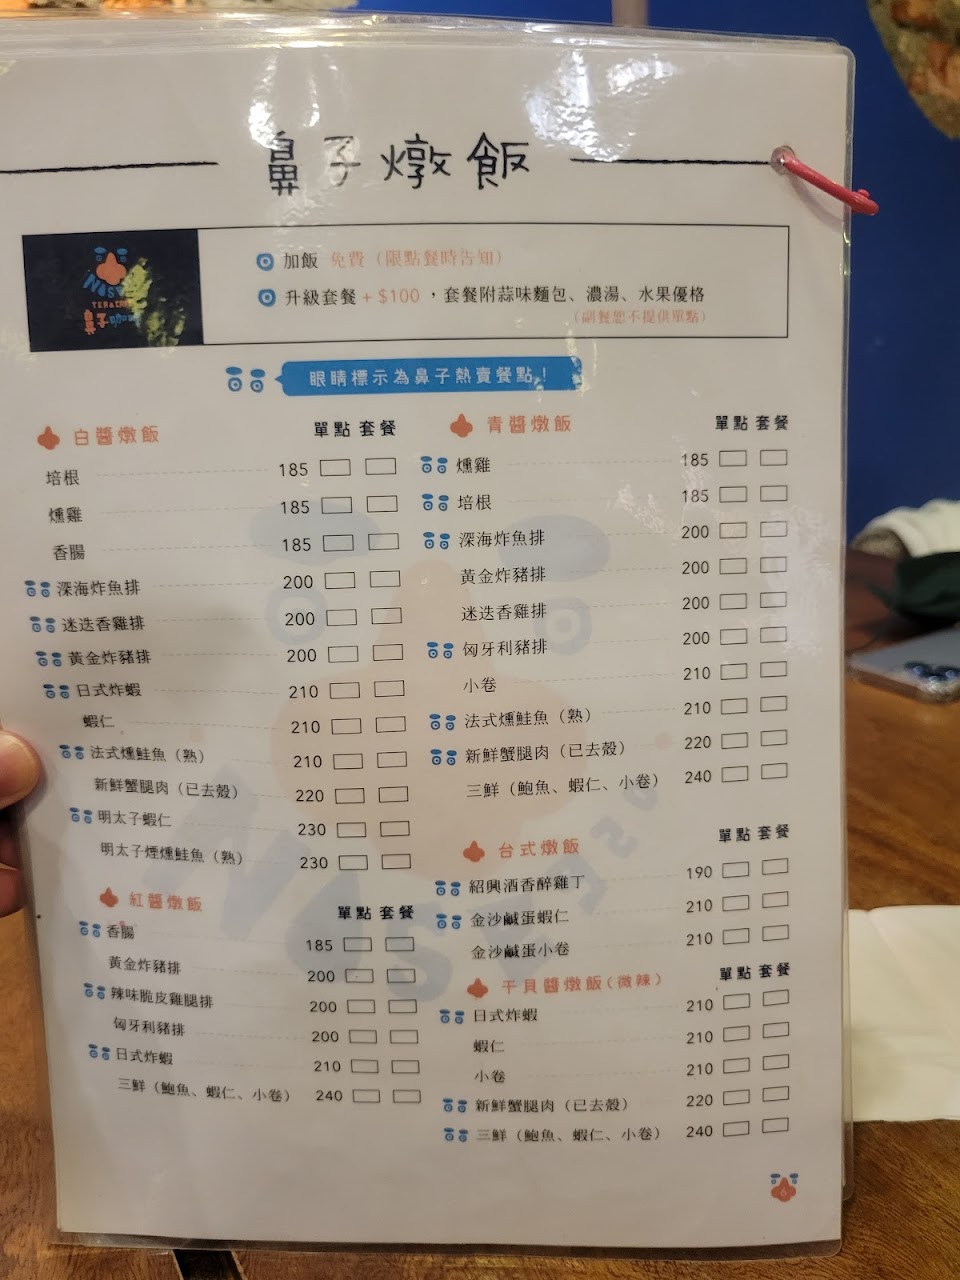 鼻子燉飯
NOSE
TEA & CAFE
鼻子咖啡
加飯 免費（限點餐時告知）
升級套餐+$100，套餐附蒜味麵包、濃湯、水果優格
（副餐恕不提供單點）
眼睛標示為鼻子熱賣餐點！
白醬燉飯 單點 套餐
培根 185
燻雞 185
香腸 185
深海炸魚排 200
迷迭香雞排 200
黃金炸豬排 200
日式炸蝦 210
蝦仁 210
法式燻鮭魚（熟） 210
新鮮蟹腿肉（已去殼） 220
明太子蝦仁 230
明太子煙燻鮭魚（熟） 230
紅醬燉飯 單點 套餐
香腸 185
黃金炸豬排 200
辣味脆皮雞腿排 200
匈牙利豬排 200
日式炸蝦 210
三鮮（鮑魚、蝦仁、小卷） 240
青醬燉飯 單點 套餐
燻雞 185
培根 185
深海炸魚排 200
黃金炸豬排 200
迷迭香雞排 200
匈牙利豬排 200
小卷 210
法式燻鮭魚（熟） 210
新鮮蟹腿肉（已去殼） 220
三鮮（鮑魚、蝦仁、小卷） 240
台式燉飯 單點 套餐
紹興酒香醉雞丁 190
金沙鹹蛋蝦仁 210
金沙鹹蛋小卷 210
干貝醬燉飯（微辣） 單點 套餐
日式炸蝦 210
蝦仁 210
小卷 210
新鮮蟹腿肉（已去殼） 220
三鮮（鮑魚、蝦仁、小卷） 240